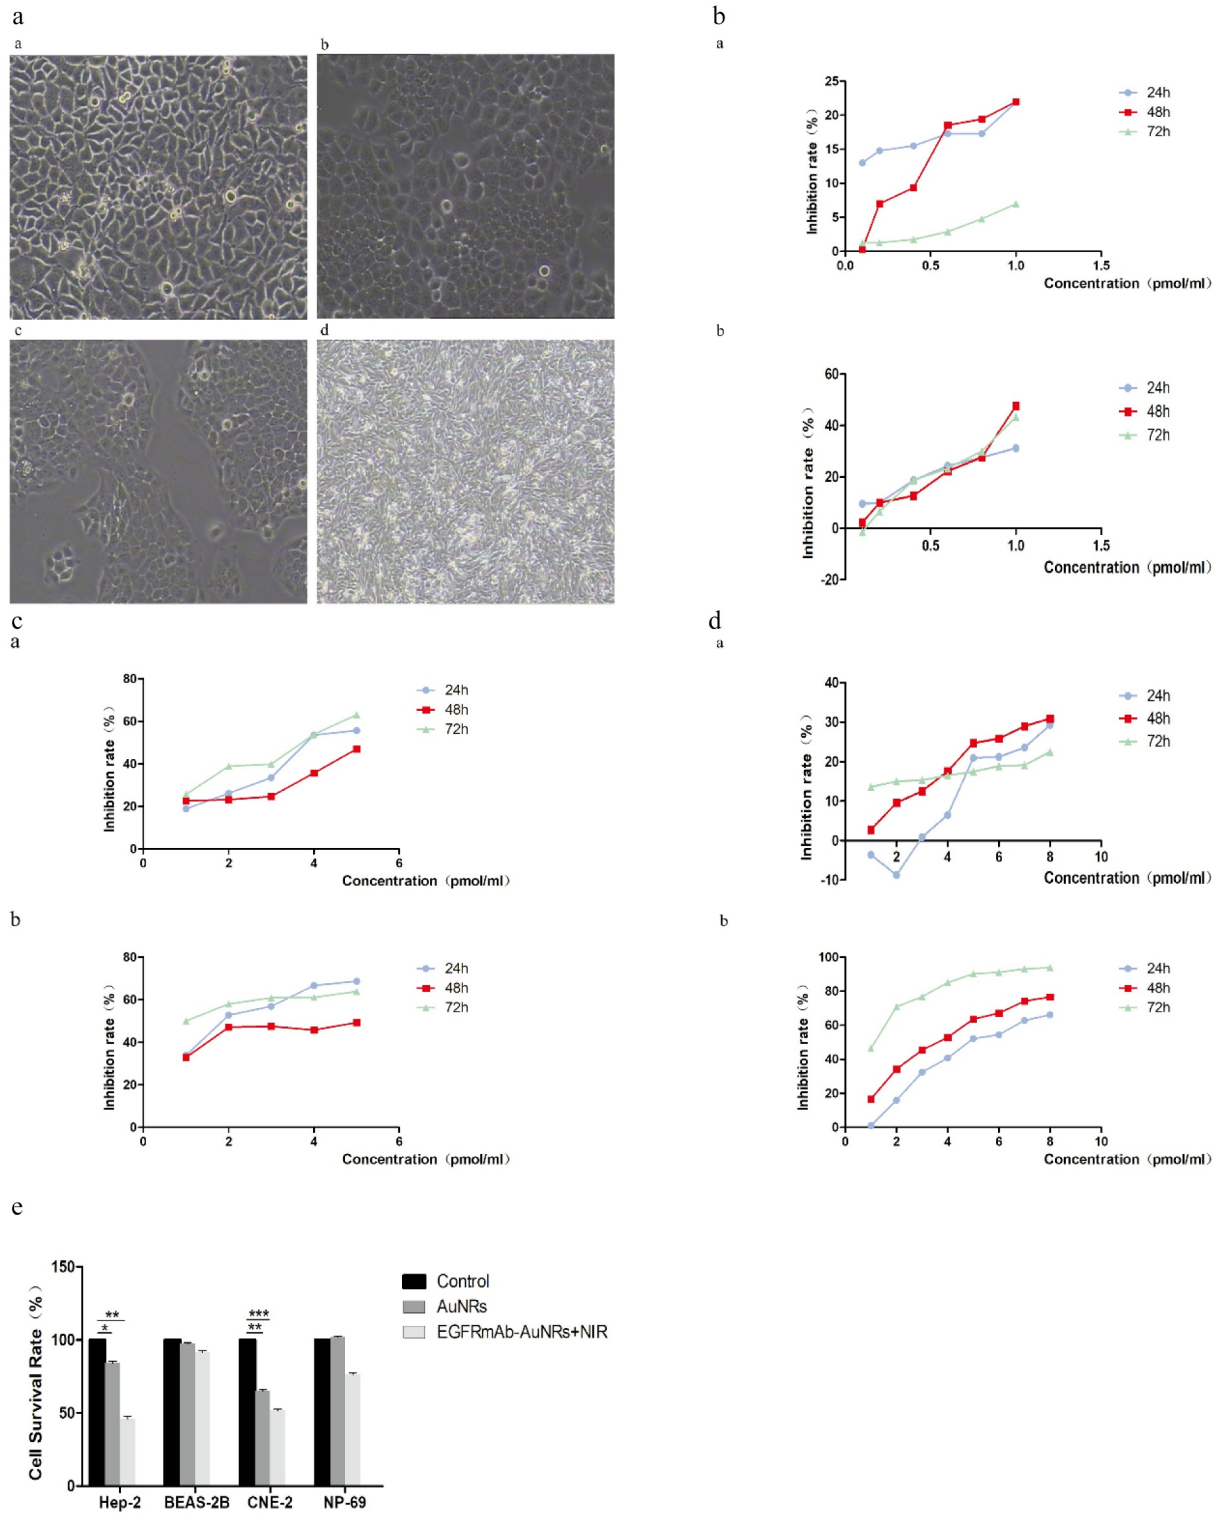 a
a
b
c
d
b
a
25
20
15
10
5
0
0.0
0.5
1.0
1.5
Inhibition rate（%）
Concentration（pmol/ml）
24h
48h
72h
b
60
40
20
0
-20
0.5
1.0
1.5
Inhibition rate（%）
Concentration（pmol/ml）
24h
48h
72h
c
a
80
60
40
20
0
0
2
4
6
Inhibition rate（%）
Concentration（pmol/ml）
24h
48h
72h
b
80
60
40
20
0
0
2
4
6
Inhibition rate（%）
Concentration（pmol/ml）
24h
48h
72h
d
a
40
30
20
10
0
-10
2
4
6
8
10
Inhibition rate（%）
Concentration（pmol/ml）
24h
48h
72h
b
100
80
60
40
20
0
0
2
4
6
8
10
Inhibition rate（%）
Concentration（pmol/ml）
24h
48h
72h
e
150
100
50
0
Cell Survival Rate（%）
**
*
***
**
Hep-2
BEAS-2B
CNE-2
NP-69
Control
AuNRs
EGFRmAb-AuNRs+NIR